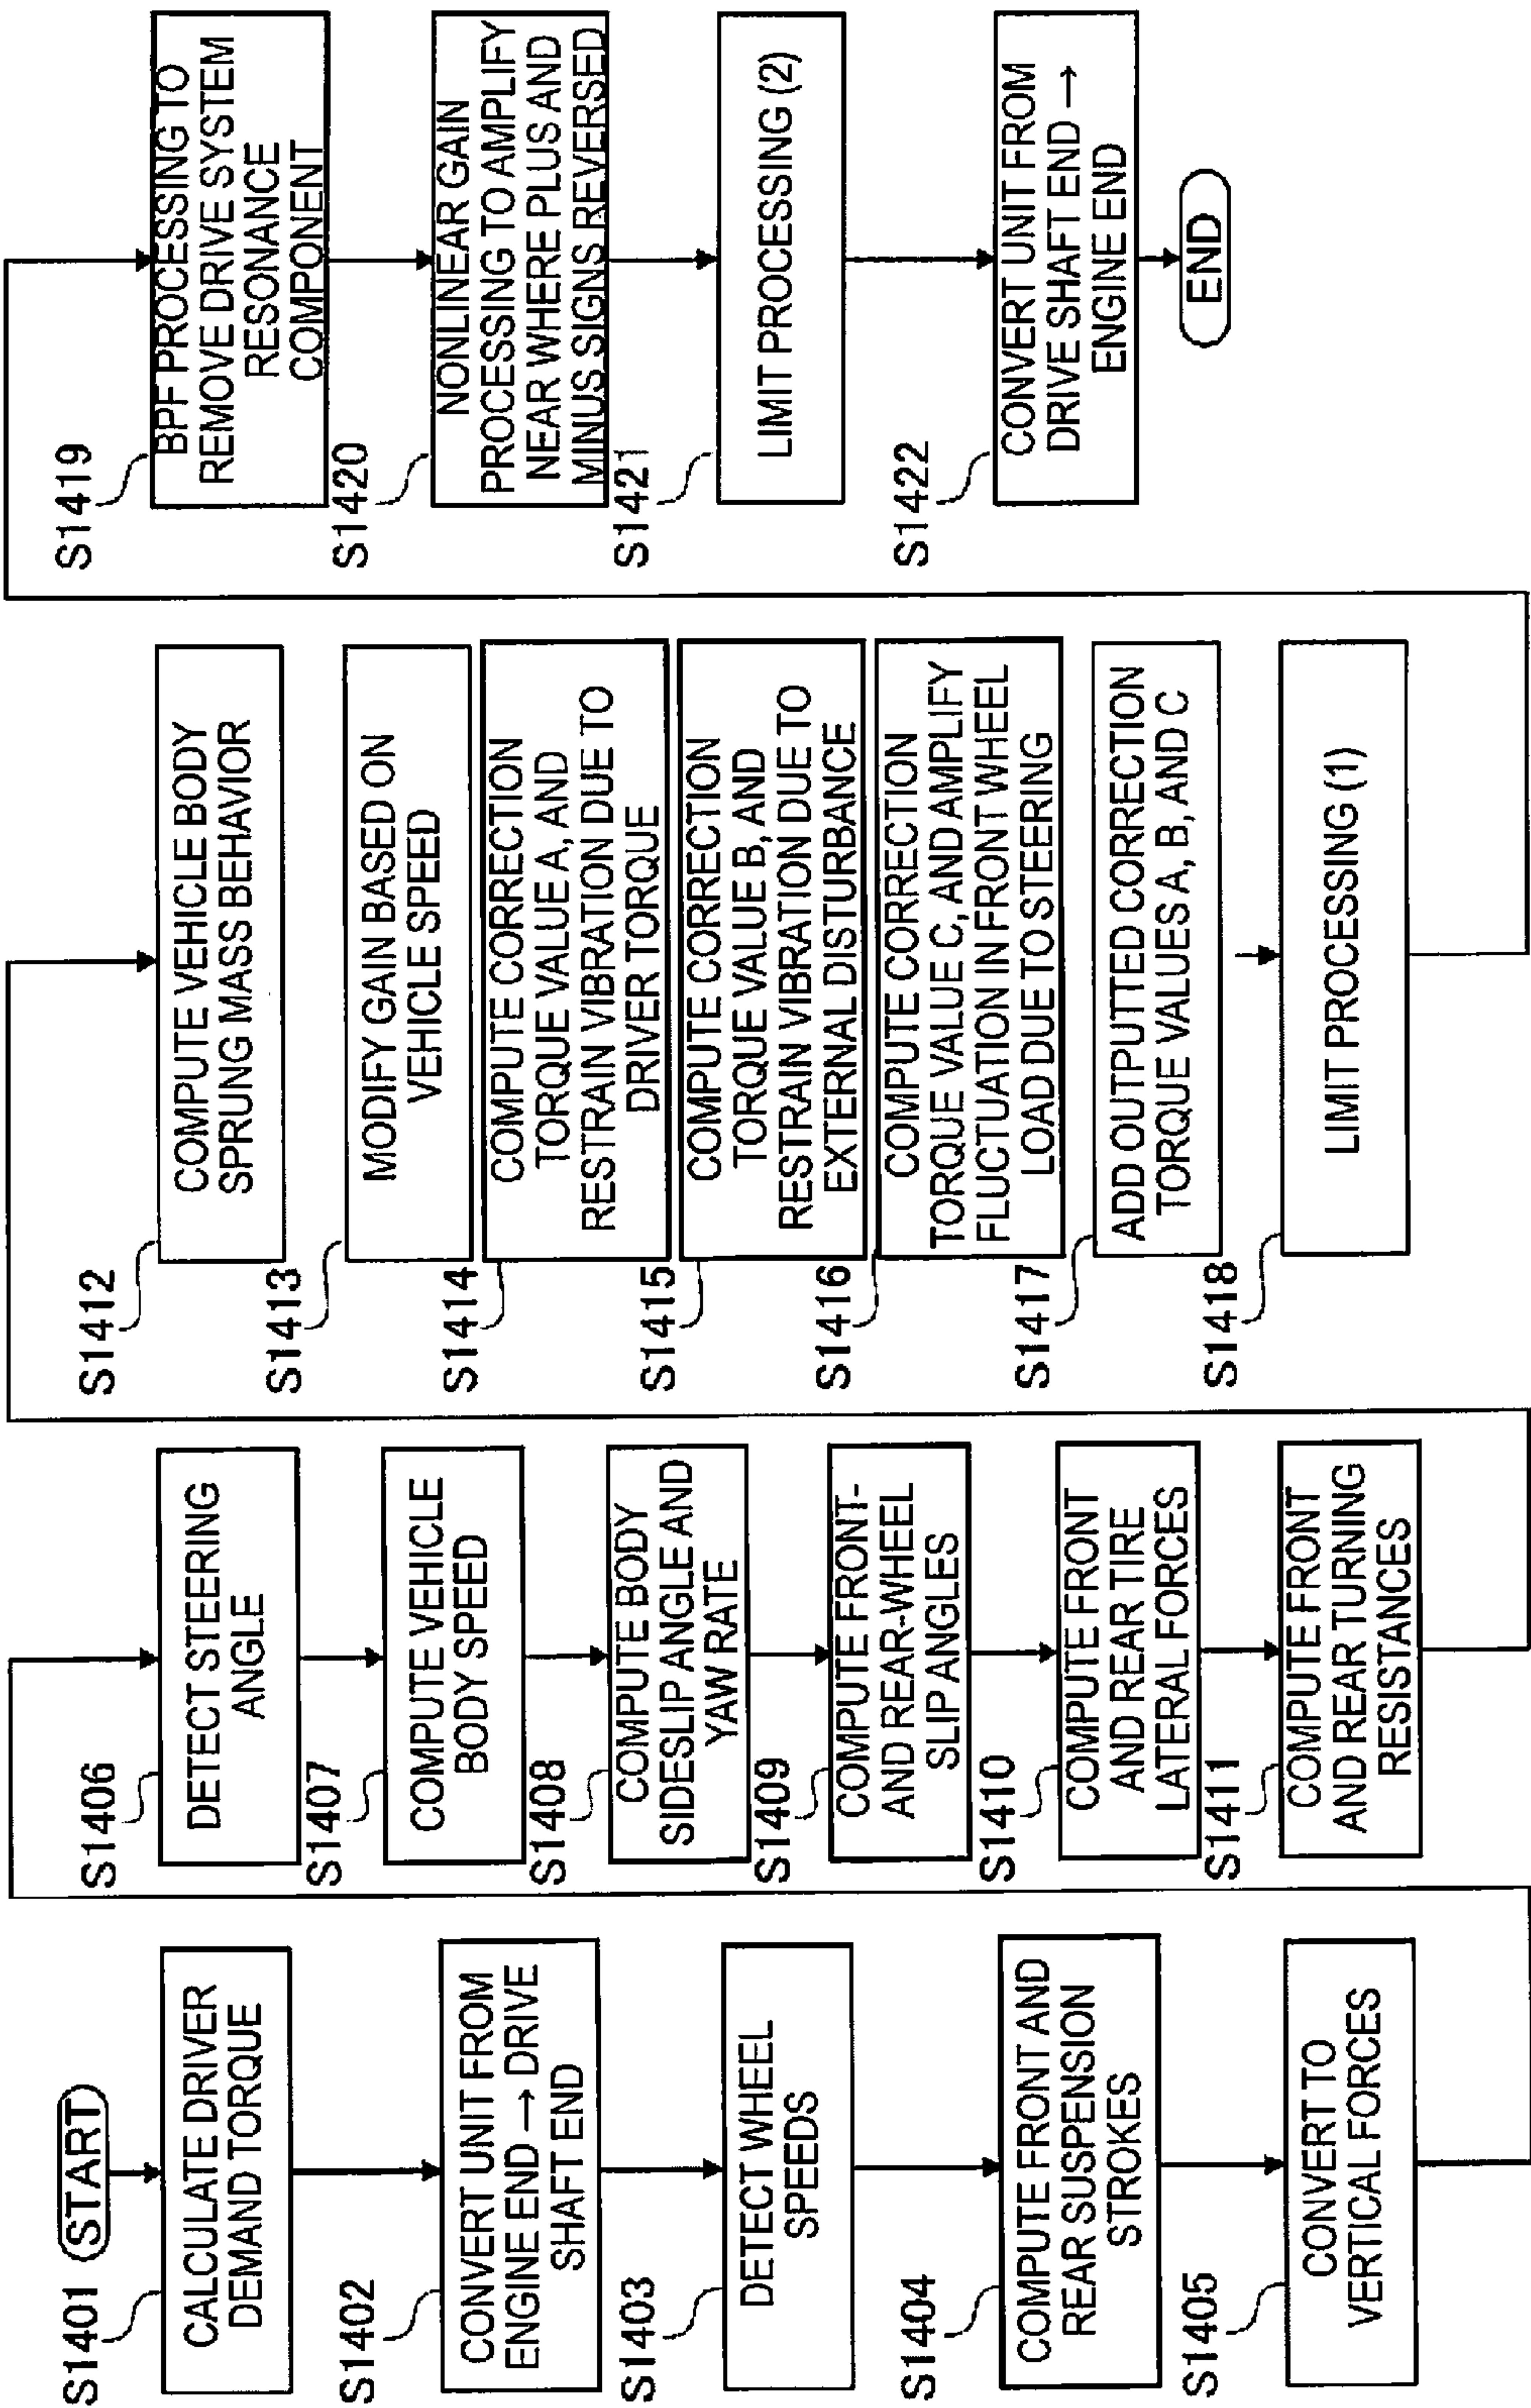 START
S1401
CALCULATE DRIVER
DEMAND TORQUE
S1402
CONVERT UNIT FROM
ENGINE END → DRIVE
SHAFT END
S1403
DETECT WHEEL
SPEEDS
S1404
COMPUTE FRONT AND
REAR SUSPENSION
STROKES
S1405
CONVERT TO
VERTICAL FORCES
S1406
DETECT STEERING
ANGLE
S1407
COMPUTE VEHICLE
BODY SPEED
S1408
COMPUTE BODY
SIDESLIP ANGLE AND
YAW RATE
S1409
COMPUTE FRONT-
AND REAR-WHEEL
SLIP ANGLES
S1410
COMPUTE FRONT
AND REAR TIRE
LATERAL FORCES
S1411
COMPUTE FRONT
AND REAR TURNING
RESISTANCES
S1412
COMPUTE VEHICLE BODY
SPRUNG MASS BEHAVIOR
S1413
MODIFY GAIN BASED ON
VEHICLE SPEED
S1414
COMPUTE CORRECTION
TORQUE VALUE A, AND
RESTRAIN VIBRATION DUE TO
DRIVER TORQUE
S1415
COMPUTE CORRECTION
TORQUE VALUE B, AND
RESTRAIN VIBRATION DUE TO
EXTERNAL DISTURBANCE
S1416
COMPUTE CORRECTION
TORQUE VALUE C, AND AMPLIFY
FLUCTUATION IN FRONT WHEEL
LOAD DUE TO STEERING
S1417
ADD OUTPUTTED CORRECTION
TORQUE VALUES A, B, AND C
S1418
LIMIT PROCESSING (1)
S1419
BPF PROCESSING TO
REMOVE DRIVE SYSTEM
RESONANCE
COMPONENT
S1420
NONLINEAR GAIN
PROCESSING TO AMPLIFY
NEAR WHERE PLUS AND
MINUS SIGNS REVERSED
S1421
LIMIT PROCESSING (2)
S1422
CONVERT UNIT FROM
DRIVE SHAFT END →
ENGINE END
END